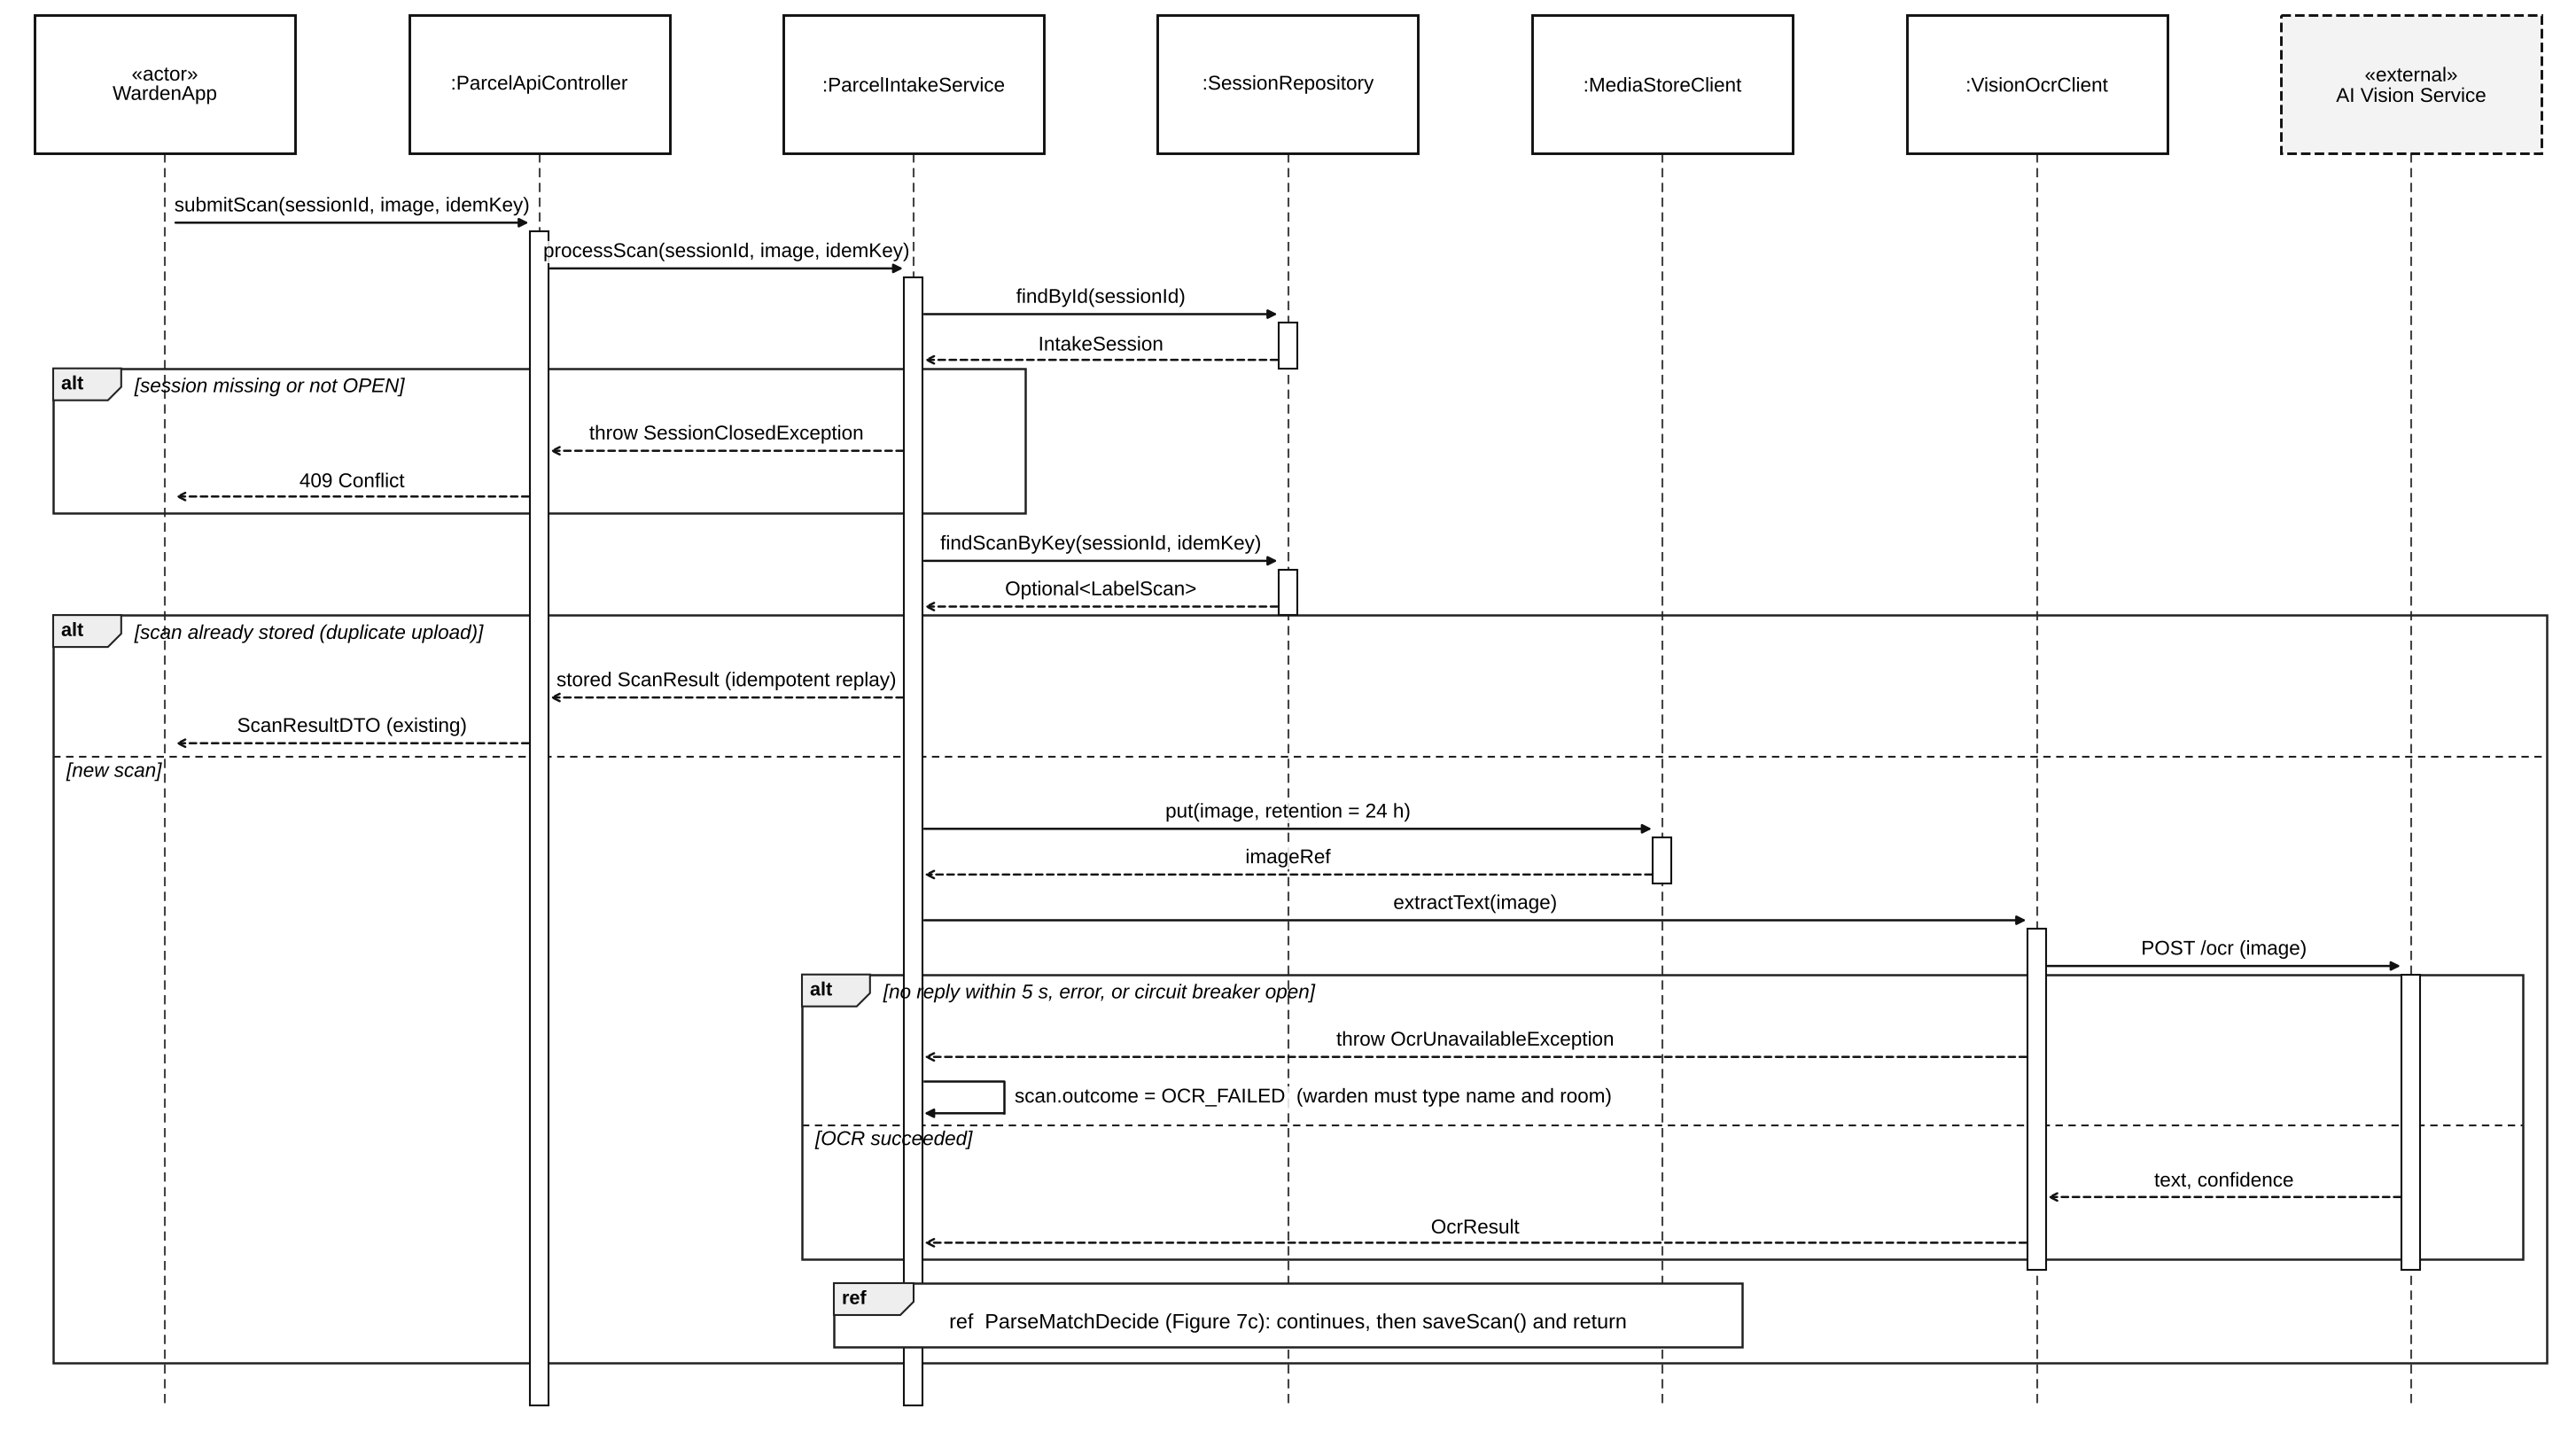 «actor»
WardenApp
:ParcelApiController
:ParcelIntakeService
:SessionRepository
:MediaStoreClient
:VisionOcrClient
«external»
AI Vision Service
submitScan(sessionId, image, idemKey)
processScan(sessionId, image, idemKey)
findById(sessionId)
IntakeSession
alt [session missing or not OPEN]
throw SessionClosedException
409 Conflict
findScanByKey(sessionId, idemKey)
Optional<LabelScan>
alt [scan already stored (duplicate upload)]
stored ScanResult (idempotent replay)
ScanResultDTO (existing)
[new scan]
put(image, retention = 24 h)
imageRef
extractText(image)
POST /ocr (image)
alt [no reply within 5 s, error, or circuit breaker open]
throw OcrUnavailableException
scan.outcome = OCR_FAILED (warden must type name and room)
[OCR succeeded]
text, confidence
OcrResult
ref
ref ParseMatchDecide (Figure 7c): continues, then saveScan() and return